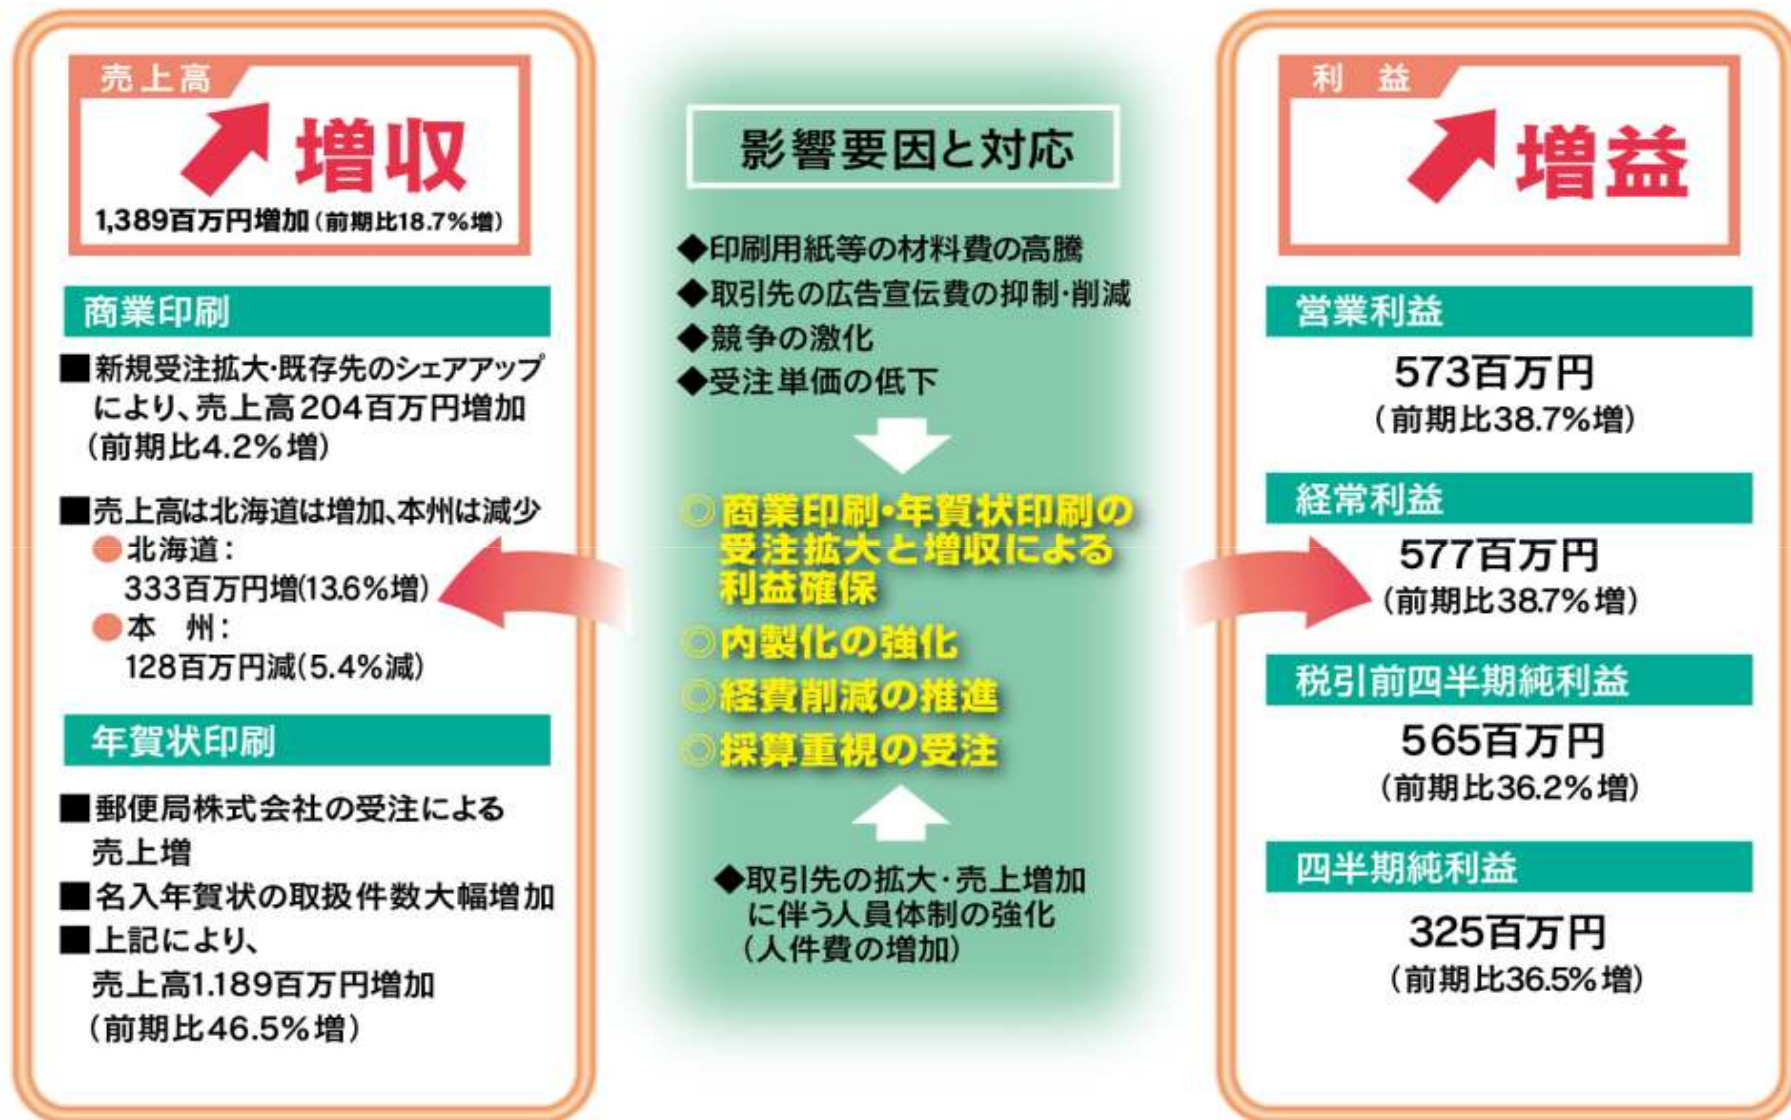 売上高
増収
1,389百万円増加(前期比18.7%増)
商業印刷
■新規受注拡大・既存先のシェアアップ
により、売上高204百万円増加
(前期比4.2%増)
■売上高は北海道は増加、本州は減少
●北海道:
333百万円増(13.6%増)
●本 州:
128百万円減(5.4%減)
年賀状印刷
■郵便局株式会社の受注による
売上増
■名入年賀状の取扱件数大幅増加
■上記により、
売上高1.189百万円増加
(前期比46.5%増)
影響要因と対応
◆印刷用紙等の材料費の高騰
◆取引先の広告宣伝費の抑制・削減
◆競争の激化
◆受注単価の低下
◎商業印刷・年賀状印刷の
受注拡大と増収による
利益確保
◎内製化の強化
◎経費削減の推進
◎採算重視の受注
◆取引先の拡大・売上増加
に伴う人員体制の強化
(人件費の増加)
利 益
増益
営業利益
573百万円
(前期比38.7%増)
経常利益
577百万円
(前期比38.7%増)
税引前四半期純利益
565百万円
(前期比36.2%増)
四半期純利益
325百万円
(前期比36.5%増)